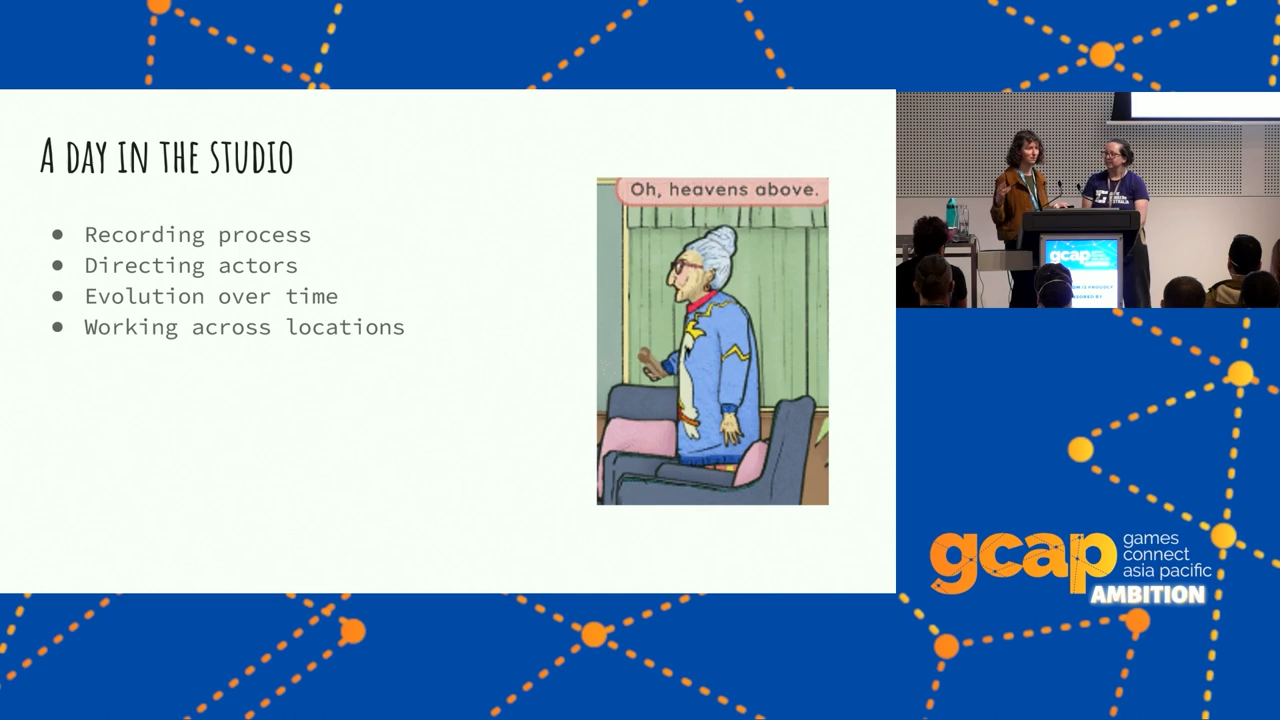 A DAY IN THE STUDIO
Recording process
Directing actors
Evolution over time
Working across locations
Oh, heavens above.
gcap
gcap
games
connect
asia pacific
AMBITION